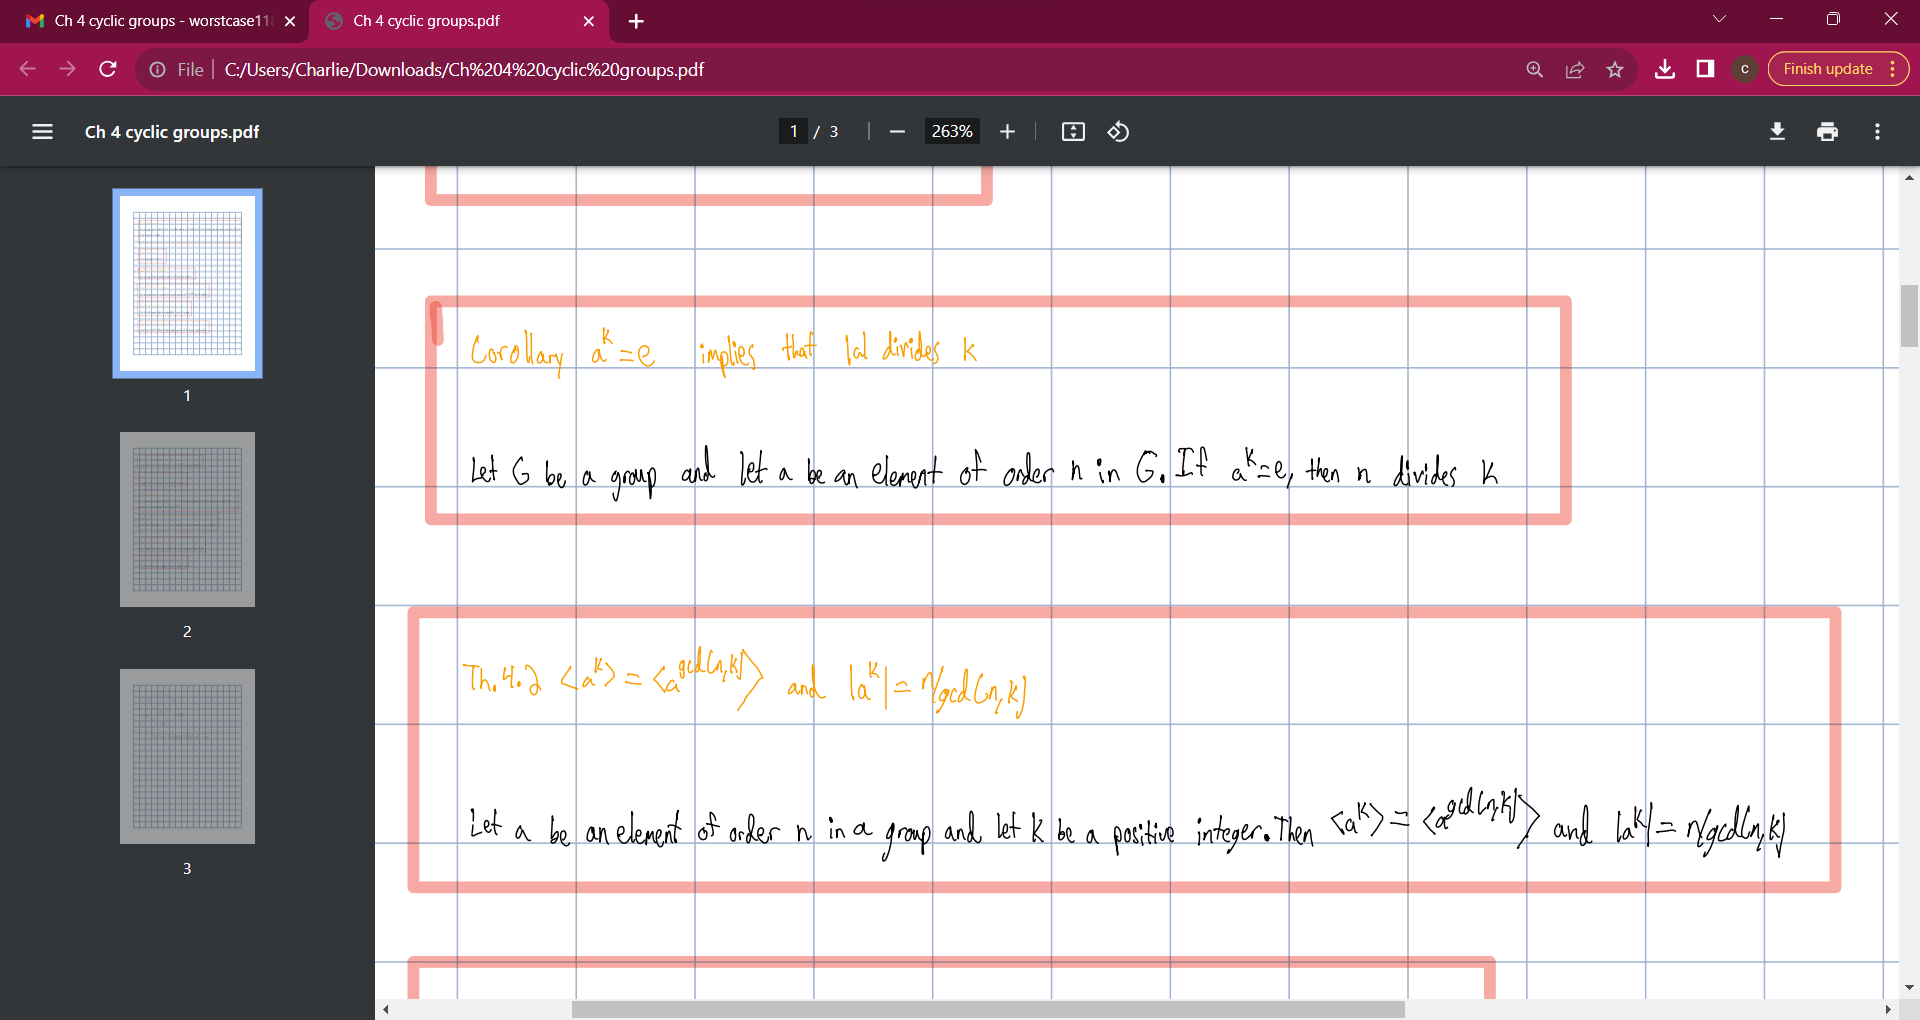 Ch 4 cyclic groups - worstcase11
Ch 4 cyclic groups.pdf
File
C:/Users/Charlie/Downloads/Ch%204%20cyclic%20groups.pdf
C
Finish update
Ch 4 cyclic groups.pdf
1 / 3
263%
1
2
3
Corollary a^k = e implies that |a| divides k
Let G be a group and let a be an element of order n in G. If a^k = e, then n divides k
Th. 4.2 <a^k> = <a^gcd(n,k)> and |a^k| = n/gcd(n,k)
Let a be an element of order n in a group and let k be a positive integer. Then <a^k> = <a^gcd(n,k)> and |a^k| = n/gcd(n,k)